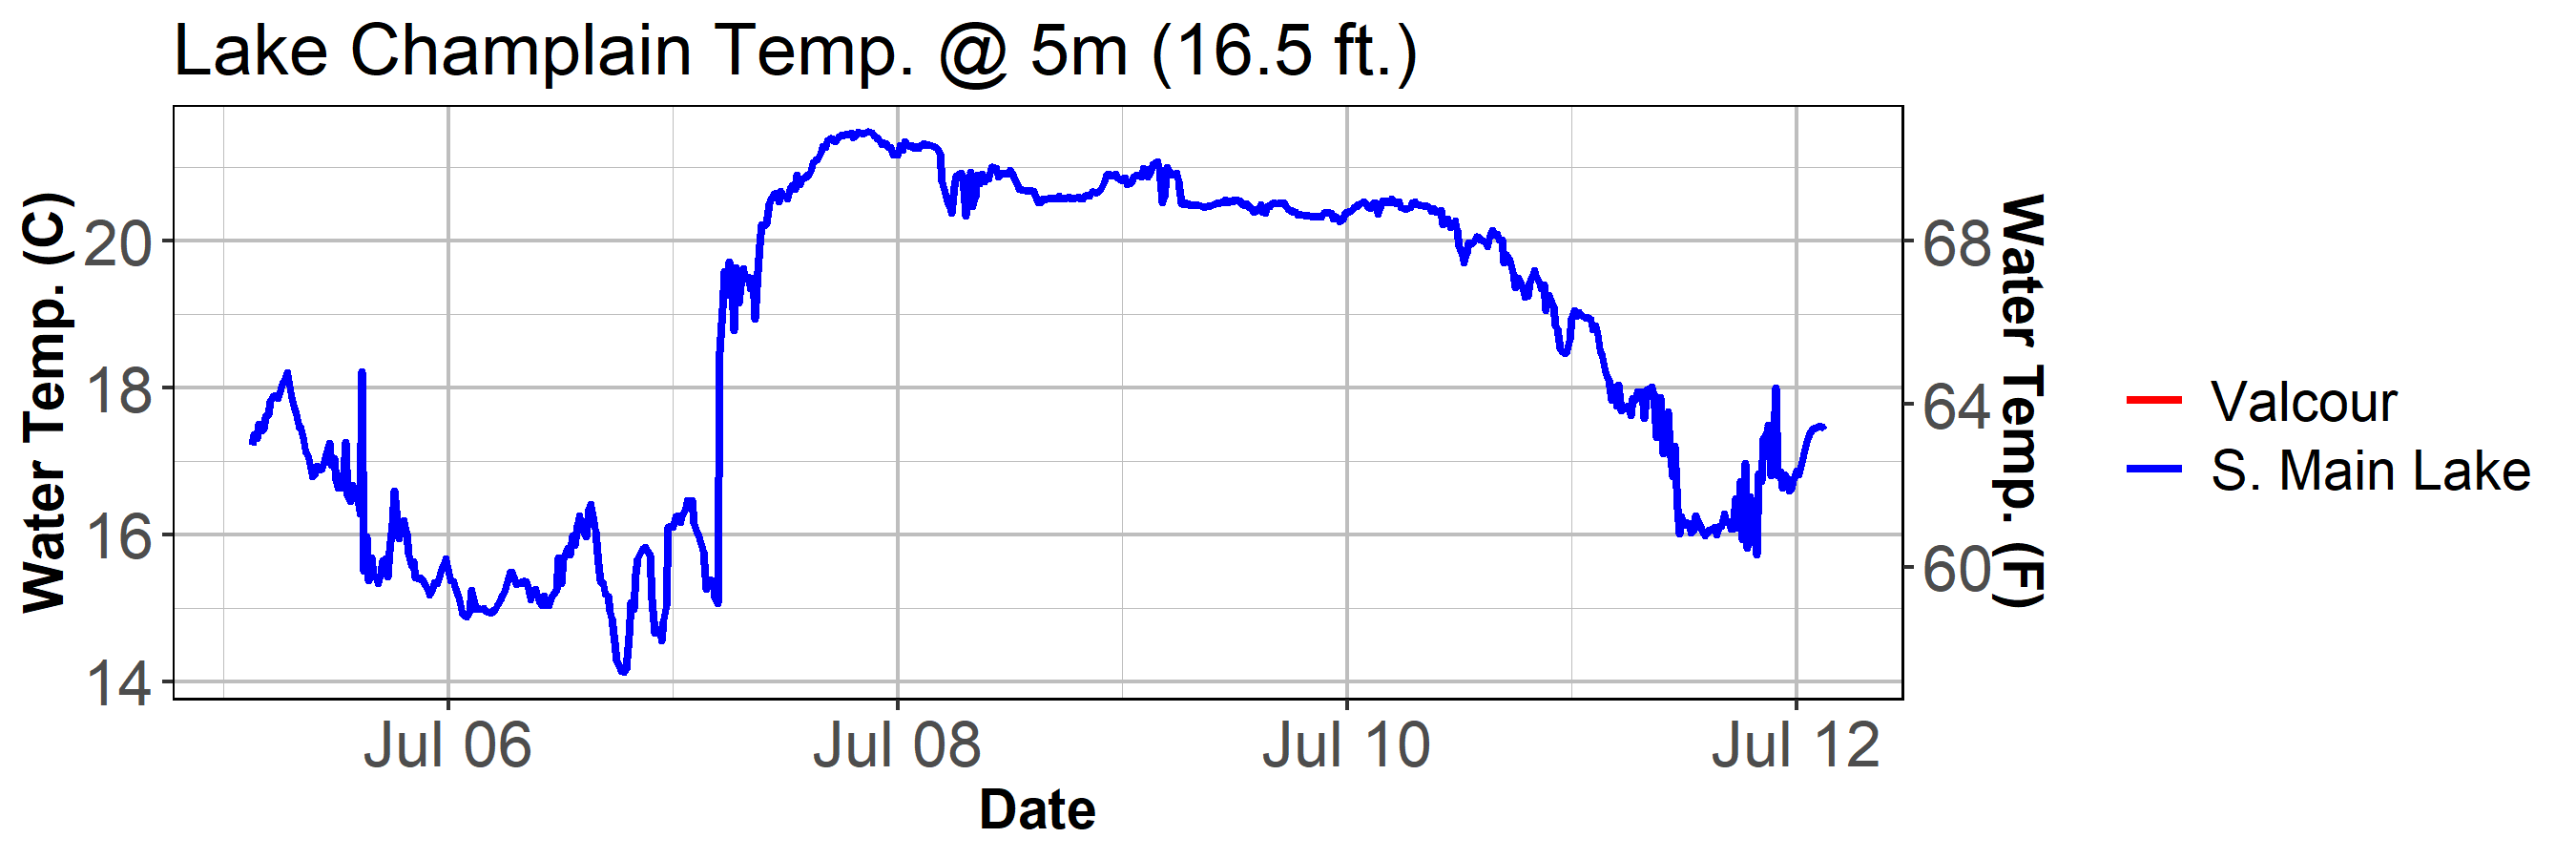 Lake Champlain Temp. @ 5m (16.5 ft.)
Water Temp. (C)
20
18
16
14
68
64
60
Water Temp. (F)
Jul 06
Jul 08
Jul 10
Jul 12
Date
Valcour
S. Main Lake